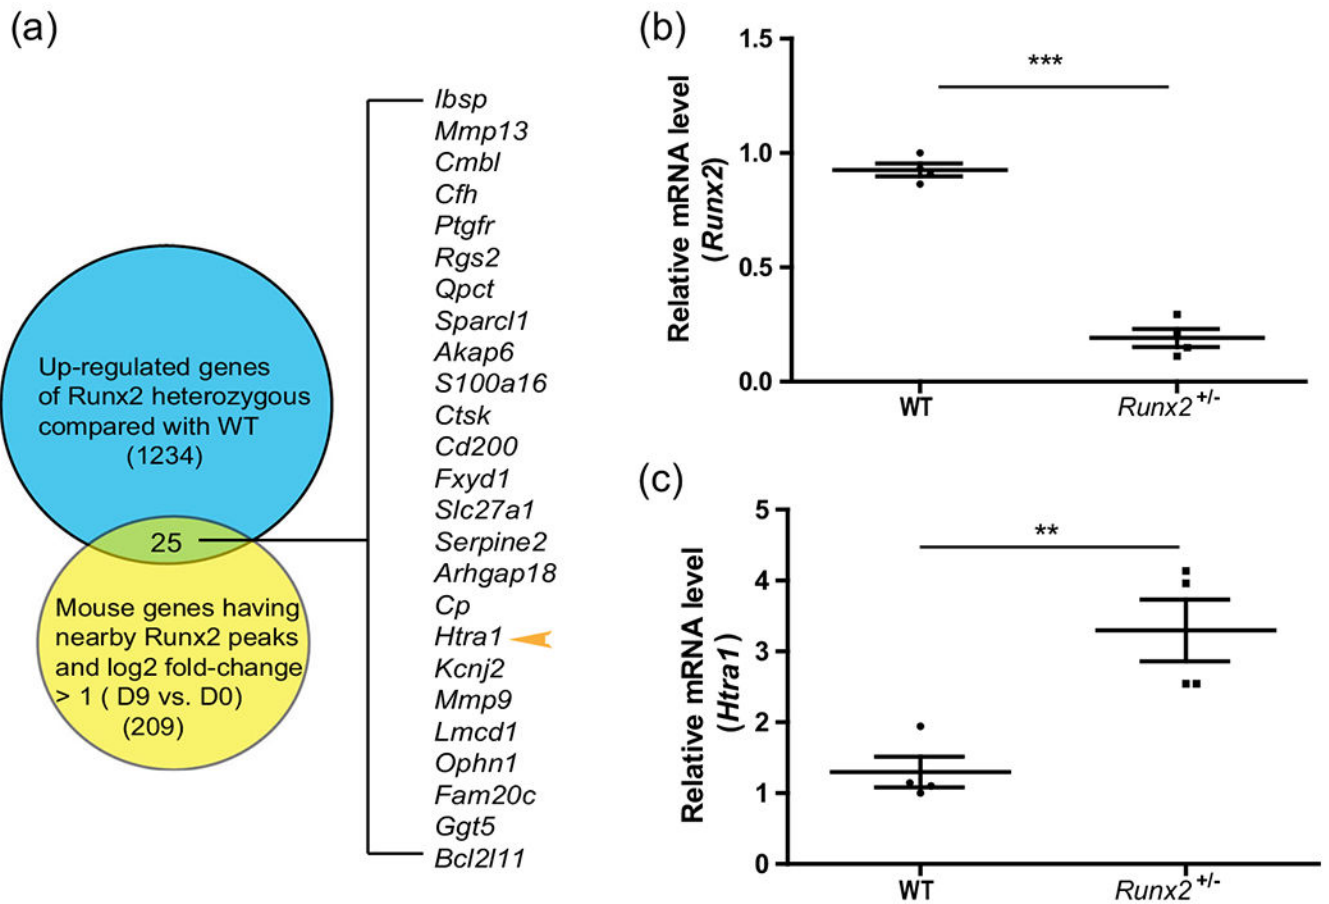 (a)
Up-regulated genes
of Runx2 heterozygous
compared with WT
(1234)
25
Mouse genes having
nearby Runx2 peaks
and log2 fold-change
> 1 ( D9 vs. D0)
(209)
Ibsp
Mmp13
Cmbl
Cfh
Ptgfr
Rgs2
Qpct
Sparcl1
Akap6
S100a16
Ctsk
Cd200
Fxyd1
Slc27a1
Serpine2
Arhgap18
Cp
Htra1
Kcnj2
Mmp9
Lmcd1
Ophn1
Fam20c
Ggt5
Bcl2l11
(b)
Relative mRNA level
(Runx2)
1.5
1.0
0.5
0.0
***
WT
Runx2+/-
(c)
Relative mRNA level
(Htra1)
5
4
3
2
1
0
**
WT
Runx2+/-